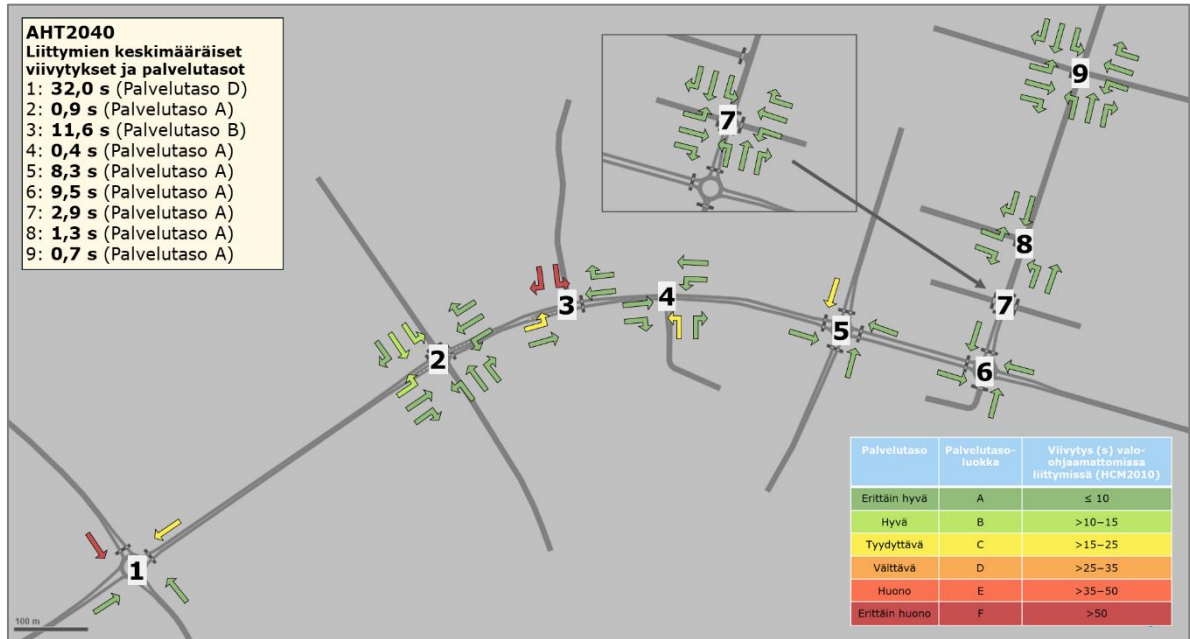 AHT2040
Liittymien keskimääräiset
viivytykset ja palvelutasot
1: 32,0 s (Palvelutaso D)
2: 0,9 s (Palvelutaso A)
3: 11,6 s (Palvelutaso B)
4: 0,4 s (Palvelutaso A)
5: 8,3 s (Palvelutaso A)
6: 9,5 s (Palvelutaso A)
7: 2,9 s (Palvelutaso A)
8: 1,3 s (Palvelutaso A)
9: 0,7 s (Palvelutaso A)
7
9
8
7
6
5
4
3
2
1
100 m
Palvelutaso Palvelutaso-luokka Viivytys (s) valo-ohjaamattomissa liittymissä (HCM2010)
Erittäin hyvä A ≤ 10
Hyvä B >10−15
Tyydyttävä C >15−25
Välttävä D >25−35
Huono E >35−50
Erittäin huono F >50